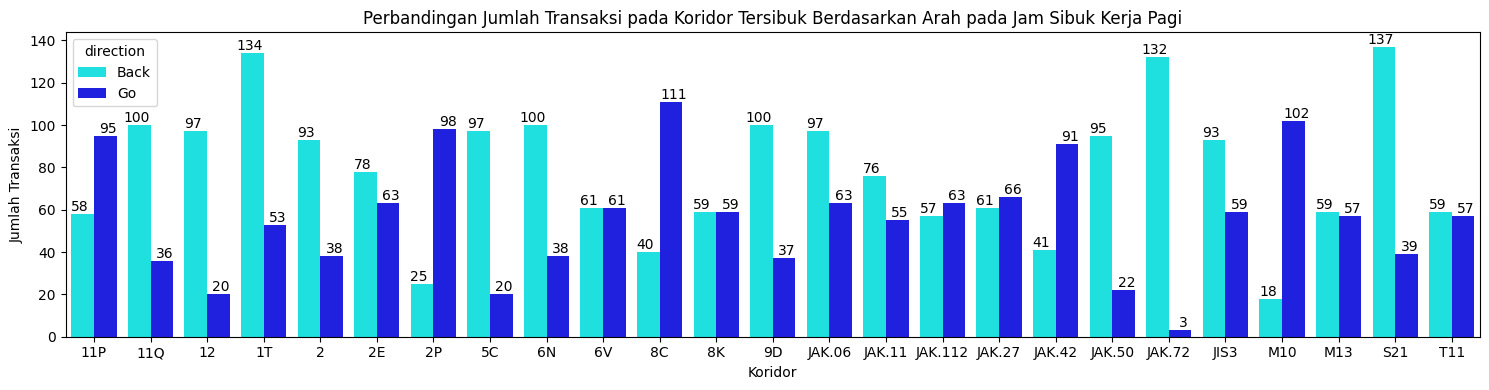 Perbandingan Jumlah Transaksi pada Koridor Tersibuk Berdasarkan Arah pada Jam Sibuk Kerja Pagi
direction
Back
Go
Jumlah Transaksi
140
120
100
80
60
40
20
0
58 95 100 36 97 20 134 53 93 38 78 63 25 98 97 20 100 38 61 61 40 111 59 59 100 37 97 63 76 55 57 63 61 66 41 91 95 22 132 3 93 59 18 102 59 57 137 39 59 57
11P 11Q 12 1T 2 2E 2P 5C 6N 6V 8C 8K 9D JAK.06 JAK.11 JAK.112 JAK.27 JAK.42 JAK.50 JAK.72 JIS3 M10 M13 S21 T11
Koridor